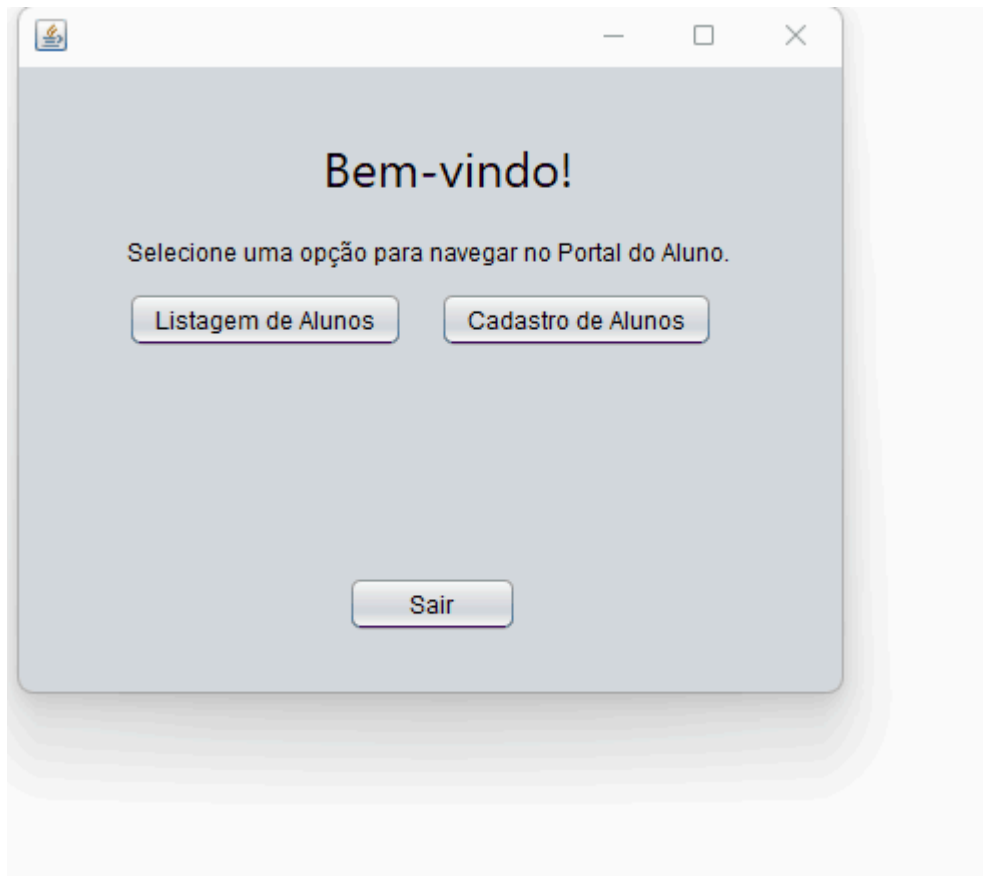 Bem-vindo!
Selecione uma opção para navegar no Portal do Aluno.
Listagem de Alunos Cadastro de Alunos
Sair